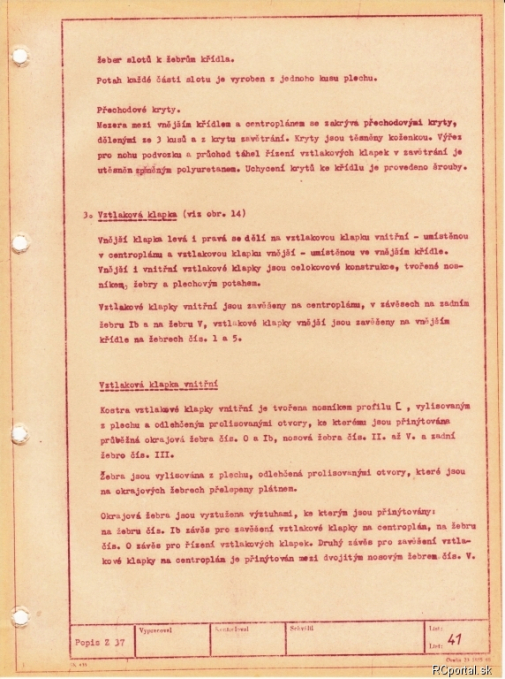 žeber slotů k žebrům křídla.
Potah každé části slotu je vyroben z jednoho kusu plechu.
Přechodové kryty.
Mezera mezi vnějším křídlem a centroplánem se zakrývá přechodovými kryty,
dělenými ze 3 kusů a z krytu zavětrání. Kryty jsou těsněny koženkou. Výřez
pro nohu podvozku a průchod táhel řízení vztlakových klapek v zavětrání je
utěsněn zpěněným polyuretanem. Uchycení krytů ke křídlu je provedeno šrouby.
3. Vztlaková klapka (viz obr. 14)
Vnější klapka levá i pravá se dělí na vztlakovou klapku vnitřní - umístěnou
v centroplánu a vztlakovou klapku vnější - umístěnou ve vnějším křídle.
Vnější i vnitřní vztlakové klapky jsou celokovové konstrukce, tvořené nos-
níkem, žebry a plechovým potahem.
Vztlakové klapky vnitřní jsou zavěšeny na centroplánu, v závěsech na zadním
žebru Ib a na žebru V, vztlakové klapky vnější jsou zavěšeny na vnějším
křídle na žebrech čís. 1 a 5.
Vztlaková klapka vnitřní
Kostra vztlakové klapky vnitřní je tvořena nosníkem profilu [, vylisovaným
z plechu a odlehčeným prolisovanými otvory, ke kterému jsou přinýtována
průběžná okrajová žebra čís. O a Ib, nosová žebra čís. II. až V. a zadní
žebro čís. III.
Žebra jsou vylisována z plechu, odlehčená prolisovanými otvory, které jsou
na okrajových žebrech přelepeny plátnem.
Okrajová žebra jsou vyztužena výztuhami, ke kterým jsou přinýtovány:
na žebru čís. Ib závěs pro zavěšení vztlakové klapky na centroplán, na žebru
čís. O závěs pro řízení vztlakových klapek. Druhý závěs pro zavěšení vztla-
kové klapky na centroplán je přinýtován mezi dvojitým nosovým žebrem čís. V.
Popis Z 37
Vypracoval
Schválil
List:
Listů: 41
RCportal.sk